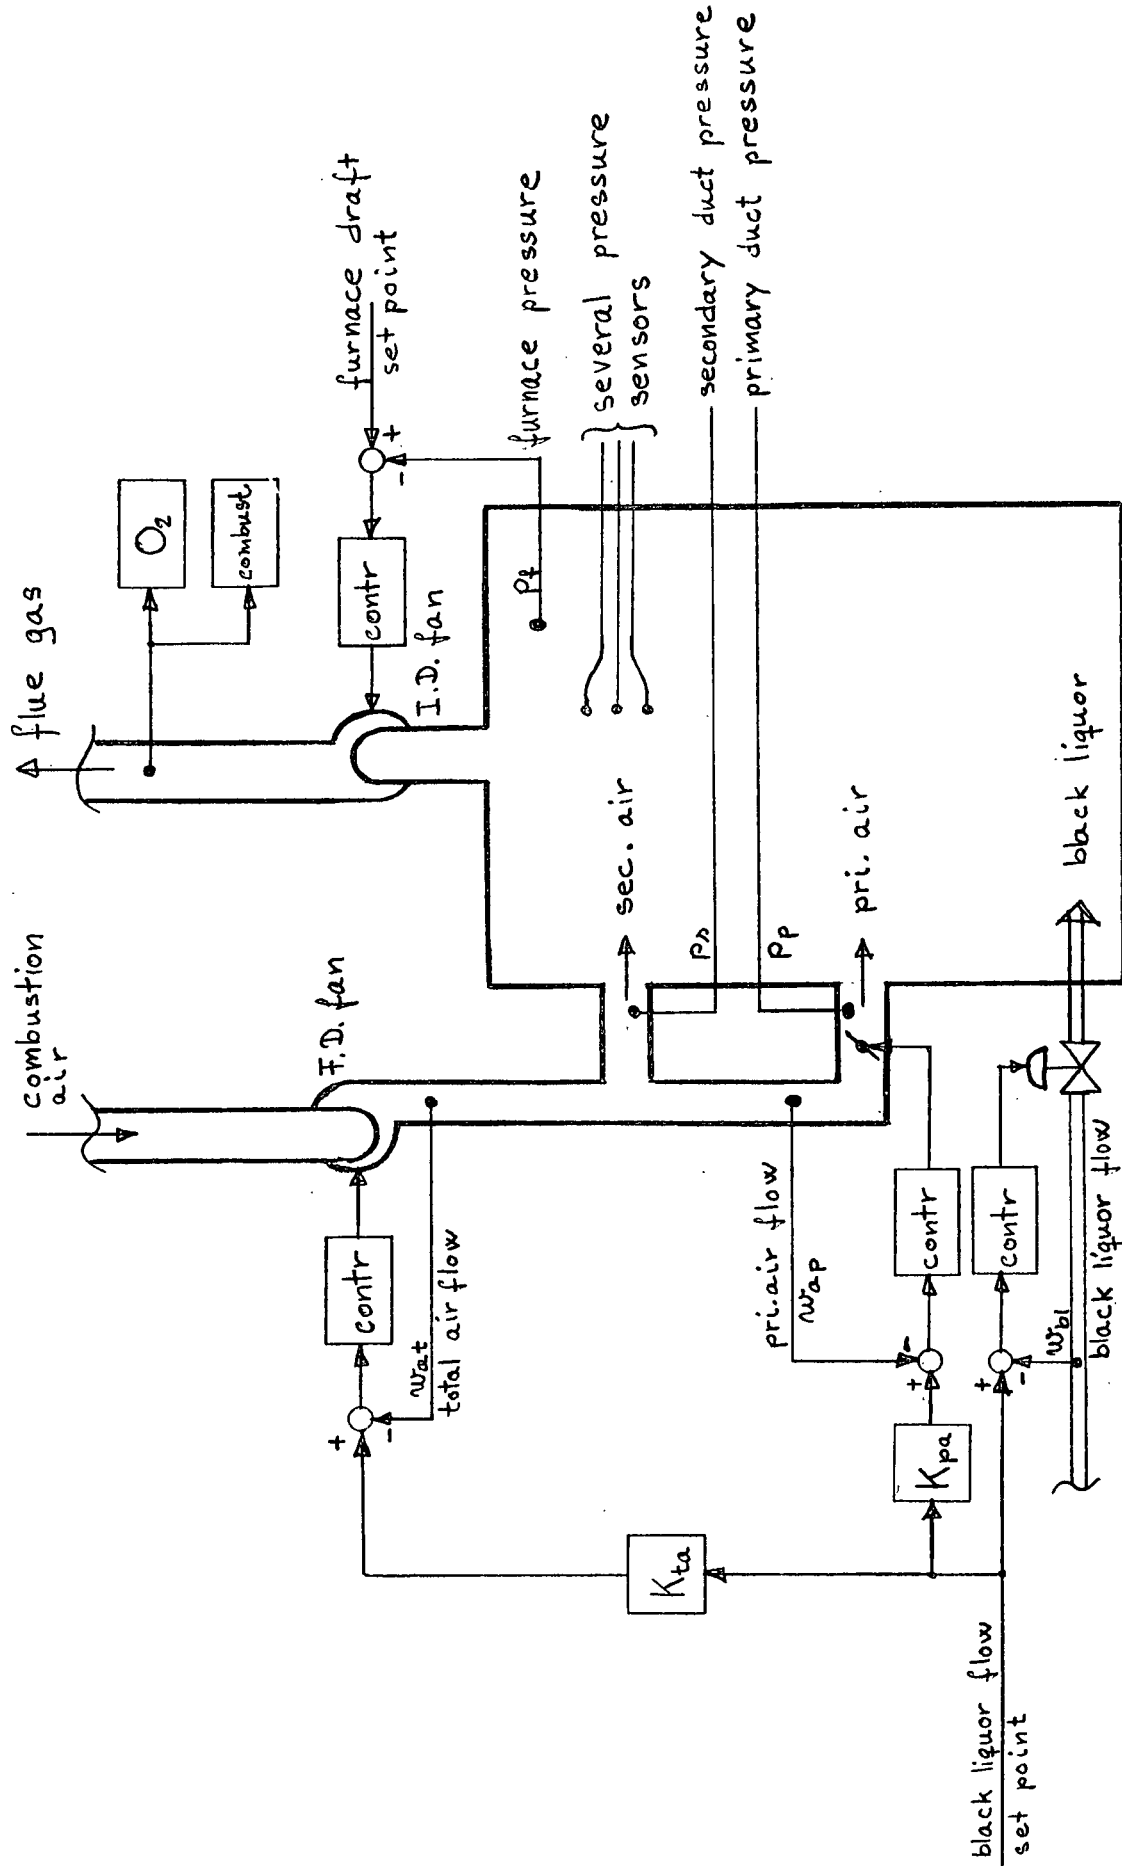 combustion
air
flue gas
O₂
combust
furnace draft
set point
+
-
contr
I.D. fan
F.D. fan
contr
+
-
wat
total air flow
pf
furnace pressure
several pressure
sensors
sec. air
ps
secondary duct pressure
pp
primary duct pressure
pri. air
pri. air flow
wap
Kta
Kpa
+
-
contr
contr
+
-
wbl
black liquor flow
black liquor
black liquor flow
set point